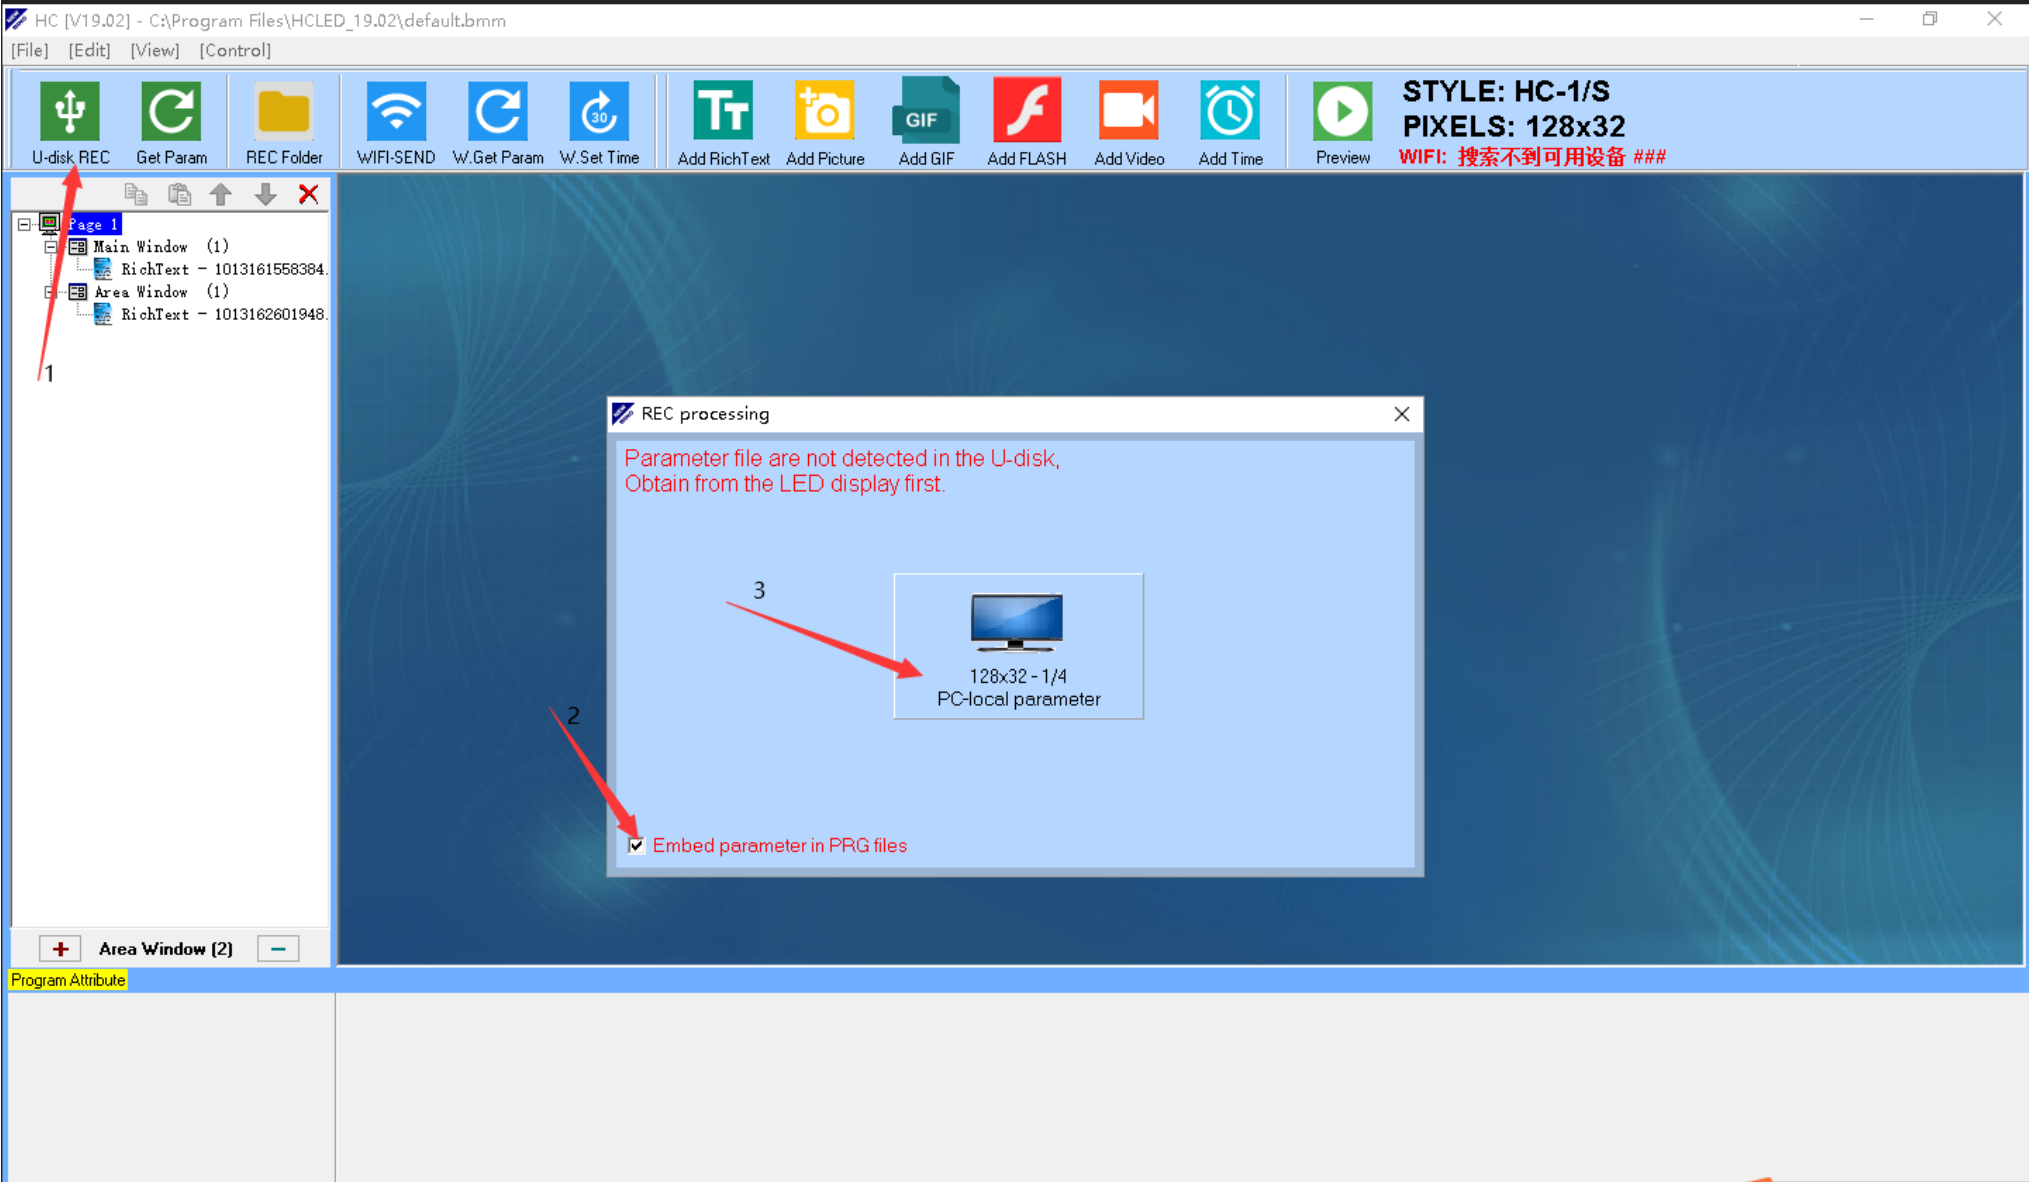 HC [V19.02] - C:\Program Files\HCLED_19.02\default.bmm
[File] [Edit] [View] [Control]
U-disk REC
Get Param
REC Folder
WIFI-SEND
W.Get Param
30
W.Set Time
TT
Add RichText
Add Picture
GIF
Add GIF
Add FLASH
Add Video
Add Time
Preview
STYLE: HC-1/S
PIXELS: 128x32
WIFI: 搜索不到可用设备 ###
Page 1
Main Window (1)
RichText - 1013161558384.
Area Window (1)
RichText - 1013162601948.
1
REC processing
Parameter file are not detected in the U-disk,
Obtain from the LED display first.
3
128x32 - 1/4
PC-local parameter
2
Embed parameter in PRG files
Area Window (2)
Program Attribute